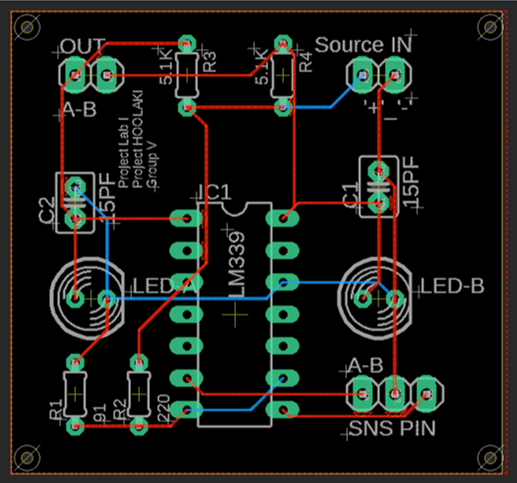 OUT
Source IN
5.1K
R3
5.1K
R4
A-B
'+'_'-'
Project Lab I
Project HOOLAKI
Group V
C2
15PF
IC1
C1
15PF
LM339
LED-A
LED-B
A-B
R1
91
R2
220
SNS PIN